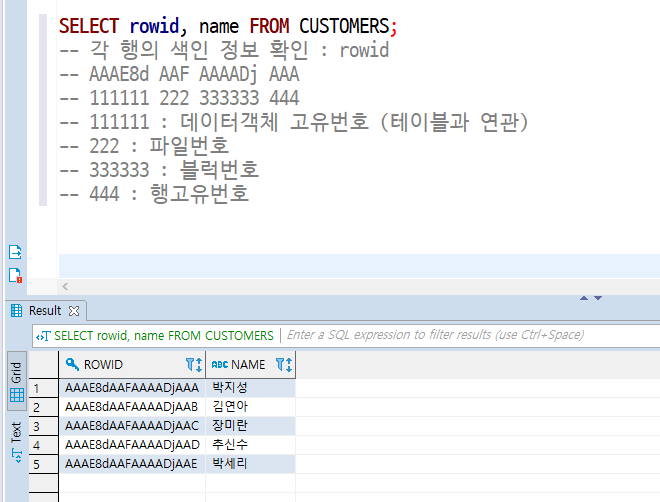 SELECT rowid, name FROM CUSTOMERS;
-- 각 행의 색인 정보 확인 : rowid
-- AAAE8d AAF AAAADj AAA
-- 111111 222 333333 444
-- 111111 : 데이터객체 고유번호 (테이블과 연관)
-- 222 : 파일번호
-- 333333 : 블럭번호
-- 444 : 행고유번호
Result
SELECT rowid, name FROM CUSTOMERS
Enter a SQL expression to filter results (use Ctrl+Space)
Grid
Text
ROWID ABC NAME
1 AAAE8dAAFAAAADjAAA 박지성
2 AAAE8dAAFAAAADjAAB 김연아
3 AAAE8dAAFAAAADjAAC 장미란
4 AAAE8dAAFAAAADjAAD 추신수
5 AAAE8dAAFAAAADjAAE 박세리